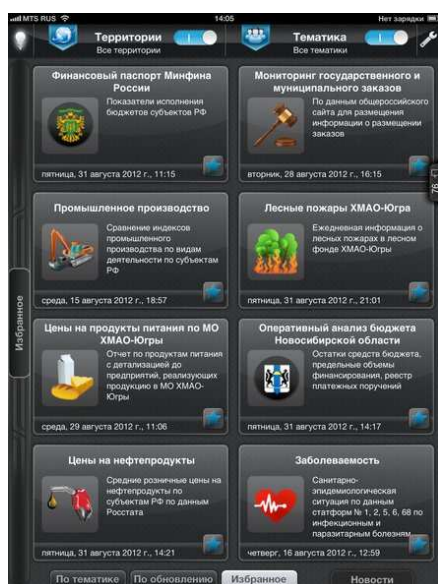 MTS RUS 14:05 Нет зарядки
Территории
Все территории
Тематика
Все тематики
Финансовый паспорт Минфина
России
Показатели исполнения
бюджетов субъектов РФ
пятница, 31 августа 2012 г., 11:15
Мониторинг государственного и
муниципального заказов
По данным общероссийского
сайта для размещения
информации о размещении
заказов
вторник, 28 августа 2012 г., 16:15
76
Промышленное производство
Сравнение индексов
промышленного
производства по видам
деятельности по субъектам
РФ
среда, 15 августа 2012 г., 18:57
Лесные пожары ХМАО-Югра
Ежедневная информация о
лесных пожарах в лесном
фонде ХМАО-Югры
пятница, 31 августа 2012 г., 21:01
Избранное
Цены на продукты питания по МО
ХМАО-Югры
Отчет по продуктам питания
с детализацией до
предприятий, реализующих
продукцию в МО ХМАО-
Югры
среда, 29 августа 2012 г., 11:06
Оперативный анализ бюджета
Новосибирской области
Остатки средств бюджета,
предельные объемы
финансирования, реестр
платежных поручений
пятница, 31 августа 2012 г., 14:17
Цены на нефтепродукты
Средние розничные цены на
нефтепродукты по
субъектам РФ по данным
Росстата
пятница, 31 августа 2012 г., 14:21
Заболеваемость
Санитарно-
эпидемиологическая
ситуация по данным
статформ № 1, 2, 5, 6, 68 по
инфекционным и
паразитарным болезням
четверг, 16 августа 2012 г., 12:59
По тематике По обновлению Избранное Новости